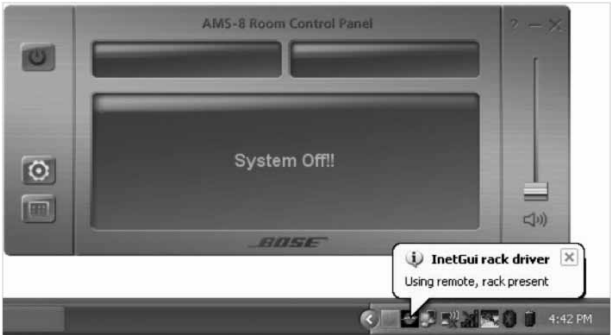 AMS-8 Room Control Panel
? – ×
System Off!!
BOSE
InetGui rack driver
Using remote, rack present
4:42 PM